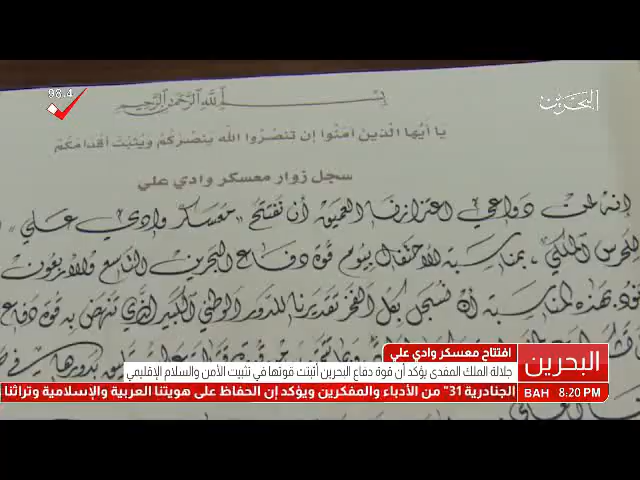 98.4
البحرين
بسم الله الرحمن الرحيم
يا أيها الذين آمنوا إن تنصروا الله ينصركم ويثبت أقدامكم
سجل زوار معسكر وادي علي
إنه لمن دواعي اعتزازنا العميق أن نفتتح "معسكر وادي علي"
للحرس الملكي، بمناسبة الاحتفال بيوم قوة دفاع البحرين التاسع والأربعون
بهذه المناسبة أن نسجل بكل الفخر تقديرنا للدور الوطني الكبير الذي تنهض به قوة دفاع
افتتاح معسكر وادي علي
جلالة الملك المفدى يؤكد أن قوة دفاع البحرين أثبتت قوتها في تثبيت الأمن والسلام الإقليمي
البحرين
BAH 8:20 PM
الجنادرية 31" من الأدباء والمفكرين ويؤكد إن الحفاظ على هويتنا العربية والإسلامية وتراثنا